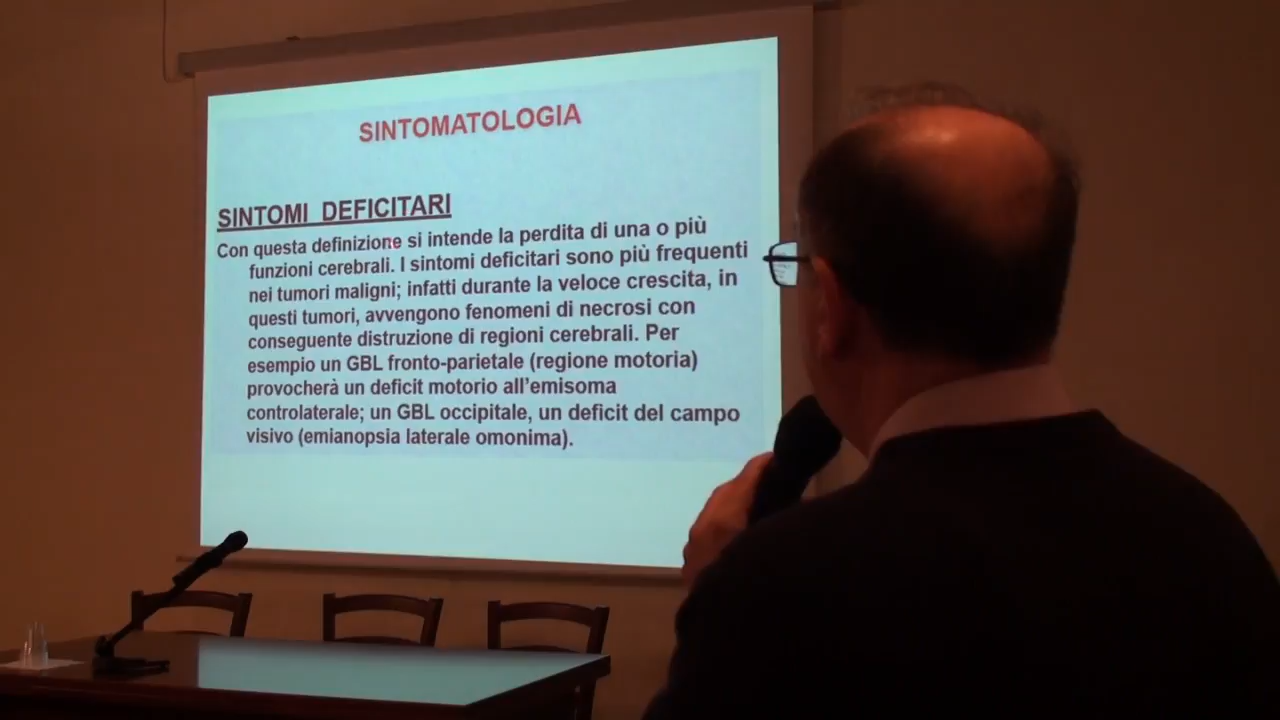 SINTOMATOLOGIA
SINTOMI DEFICITARI
Con questa definizione si intende la perdita di una o più
funzioni cerebrali. I sintomi deficitari sono più frequenti
nei tumori maligni; infatti durante la veloce crescita, in
questi tumori, avvengono fenomeni di necrosi con
conseguente distruzione di regioni cerebrali. Per
esempio un GBL fronto-parietale (regione motoria)
provocherà un deficit motorio all'emisoma
controlaterale; un GBL occipitale, un deficit del campo
visivo (emianopsia laterale omonima).